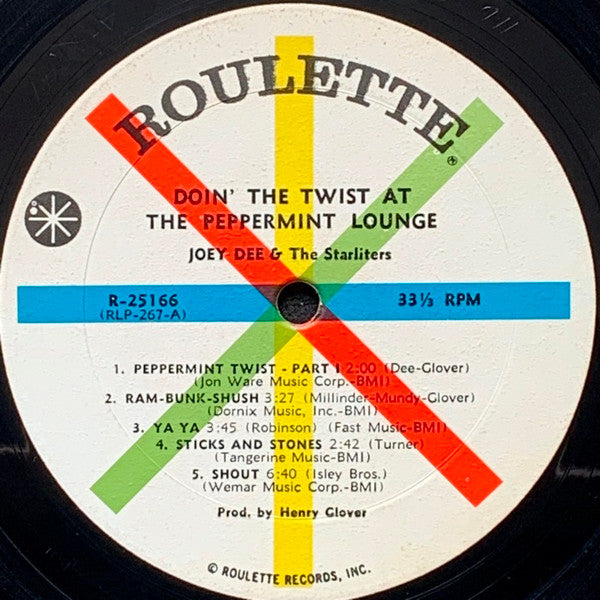 ROULETTE
®
DOIN' THE TWIST AT
THE PEPPERMINT LOUNGE
JOEY DEE & The Starliters
R-25166
(RLP-267-A)
33⅓ RPM
1. PEPPERMINT TWIST - PART I 2:00 (Dee-Glover)
(Jon Ware Music Corp.-BMI)
2. RAM-BUNK-SHUSH 3:27 (Millinder-Mundy-Glover)
(Dornix Music, Inc.-BMI)
3. YA YA 3:45 (Robinson) (Fast Music-BMI)
4. STICKS AND STONES 2:42 (Turner)
(Tangerine Music-BMI)
5. SHOUT 6:40 (Isley Bros.)
(Wemar Music Corp.-BMI)
Prod. by Henry Glover
© ROULETTE RECORDS, INC.